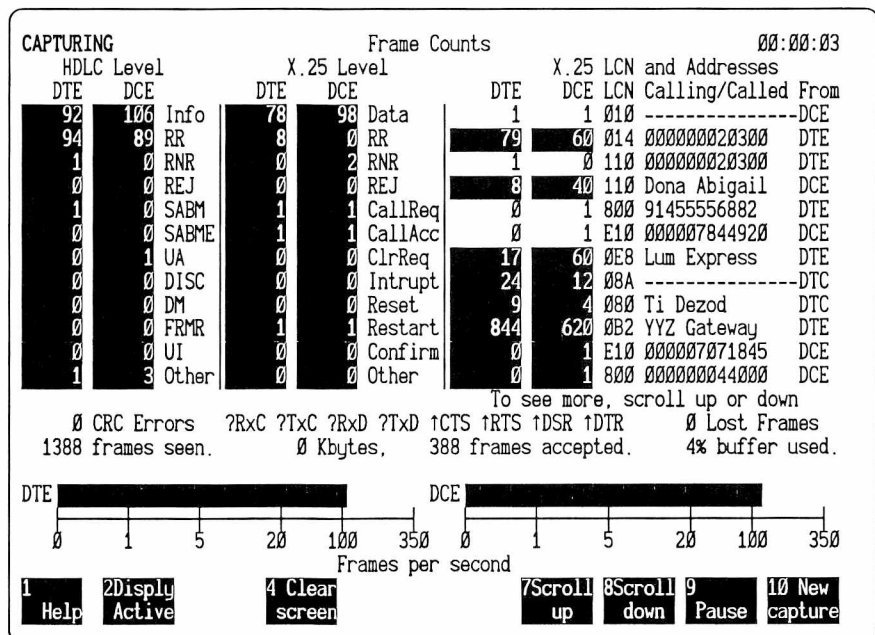 CAPTURING Frame Counts 00:00:03
HDLC Level X.25 Level X.25 LCN and Addresses
DTE DCE DTE DCE DTE DCE LCN Calling/Called From
92 106 Info 78 98 Data 1 1 010 ----------------DCE
94 89 RR 8 0 RR 79 60 014 000000020300 DTE
1 0 RNR 0 2 RNR 1 0 110 000000020300 DTE
0 0 REJ 0 0 REJ 8 40 110 Dona Abigail DCE
1 0 SABM 1 1 CallReq 0 1 800 91455556882 DTE
0 0 SABME 1 1 CallAcc 0 1 E10 000007844920 DCE
0 1 UA 0 0 ClrReq 17 60 0E8 Lum Express DTE
0 0 DISC 0 0 Intrupt 24 12 08A ----------------DTC
0 0 DM 0 0 Reset 9 4 080 Ti Dezod DTC
0 0 FRMR 1 1 Restart 844 620 0B2 YYZ Gateway DTE
0 0 UI 0 0 Confirm 0 1 E10 000007071845 DCE
1 3 Other 0 0 Other 0 1 800 000000044000 DCE
To see more, scroll up or down
0 CRC Errors ?RxC ?TxC ?RxD ?TxD ↑CTS ↑RTS ↑DSR ↑DTR 0 Lost Frames
1388 frames seen. 0 Kbytes, 388 frames accepted. 4% buffer used.
DTE DCE
0 1 5 20 100 350 0 1 5 20 100 350
Frames per second
1 2Disply 4 Clear 7Scroll 8Scroll 9 10 New
Help Active screen up down Pause capture